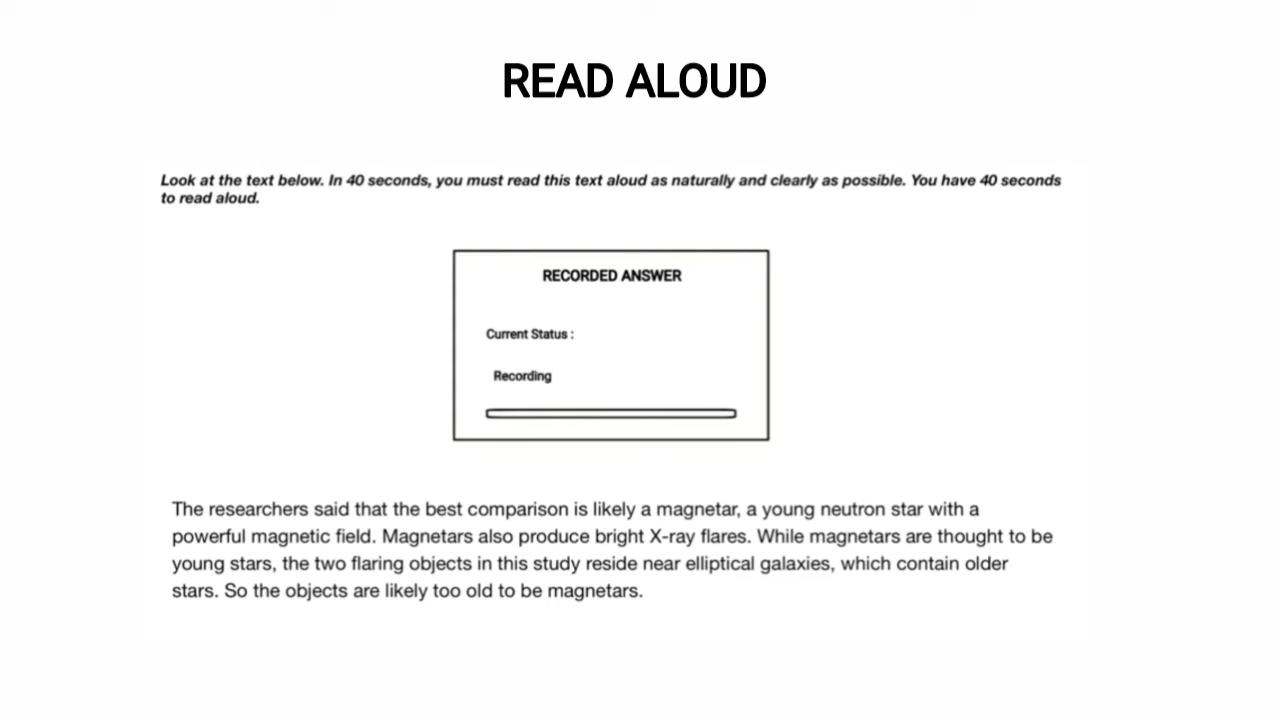 READ ALOUD
Look at the text below. In 40 seconds, you must read this text aloud as naturally and clearly as possible. You have 40 seconds
to read aloud.
RECORDED ANSWER
Current Status :
Recording
The researchers said that the best comparison is likely a magnetar, a young neutron star with a
powerful magnetic field. Magnetars also produce bright X-ray flares. While magnetars are thought to be
young stars, the two flaring objects in this study reside near elliptical galaxies, which contain older
stars. So the objects are likely too old to be magnetars.